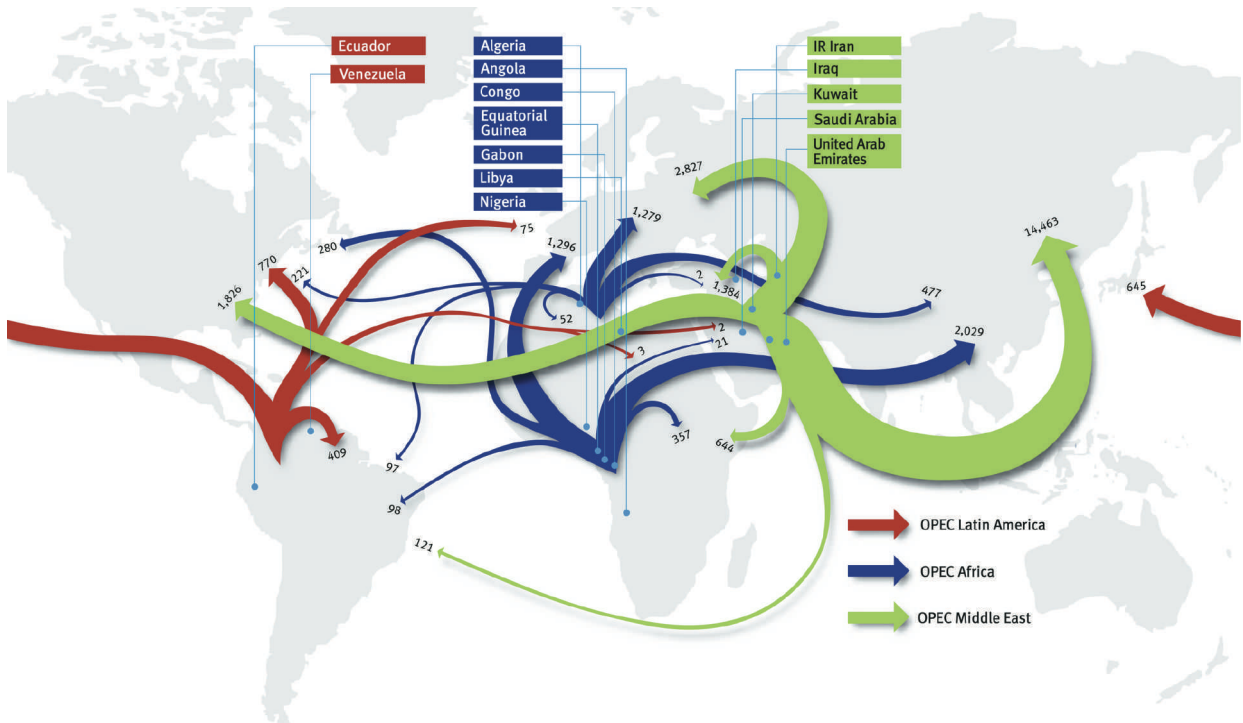 Ecuador
Venezuela
Algeria
Angola
Congo
Equatorial
Guinea
Gabon
Libya
Nigeria
IR Iran
Iraq
Kuwait
Saudi Arabia
United Arab
Emirates
2,827
14,463
1,279
75
1,296
280
770
221
1,826
2
1,384
477
645
52
2,029
2
21
3
357
644
409
97
98
121
OPEC Latin America
OPEC Africa
OPEC Middle East